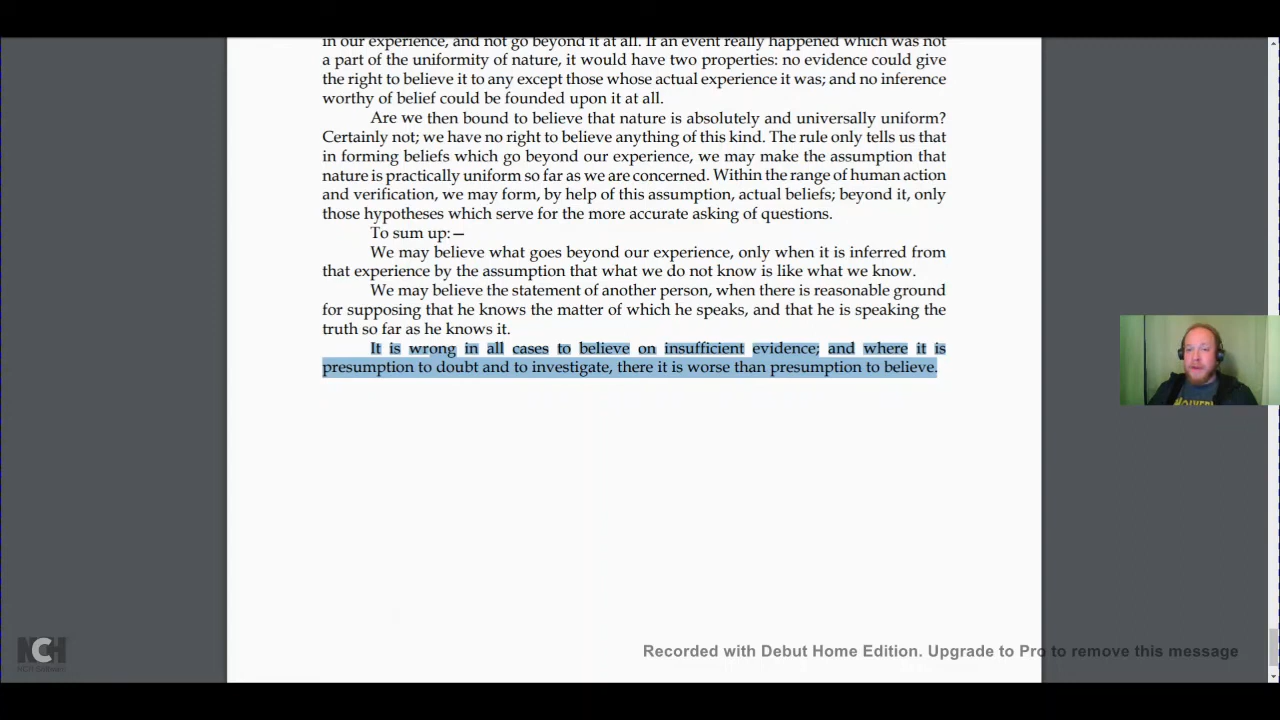 in our experience, and not go beyond it at all. If an event really happened which was not
a part of the uniformity of nature, it would have two properties: no evidence could give
the right to believe it to any except those whose actual experience it was; and no inference
worthy of belief could be founded upon it at all.
Are we then bound to believe that nature is absolutely and universally uniform?
Certainly not; we have no right to believe anything of this kind. The rule only tells us that
in forming beliefs which go beyond our experience, we may make the assumption that
nature is practically uniform so far as we are concerned. Within the range of human action
and verification, we may form, by help of this assumption, actual beliefs; beyond it, only
those hypotheses which serve for the more accurate asking of questions.
To sum up:—
We may believe what goes beyond our experience, only when it is inferred from
that experience by the assumption that what we do not know is like what we know.
We may believe the statement of another person, when there is reasonable ground
for supposing that he knows the matter of which he speaks, and that he is speaking the
truth so far as he knows it.
It is wrong in all cases to believe on insufficient evidence; and where it is
presumption to doubt and to investigate, there it is worse than presumption to believe.
NCH
Recorded with Debut Home Edition. Upgrade to Pro to remove this message